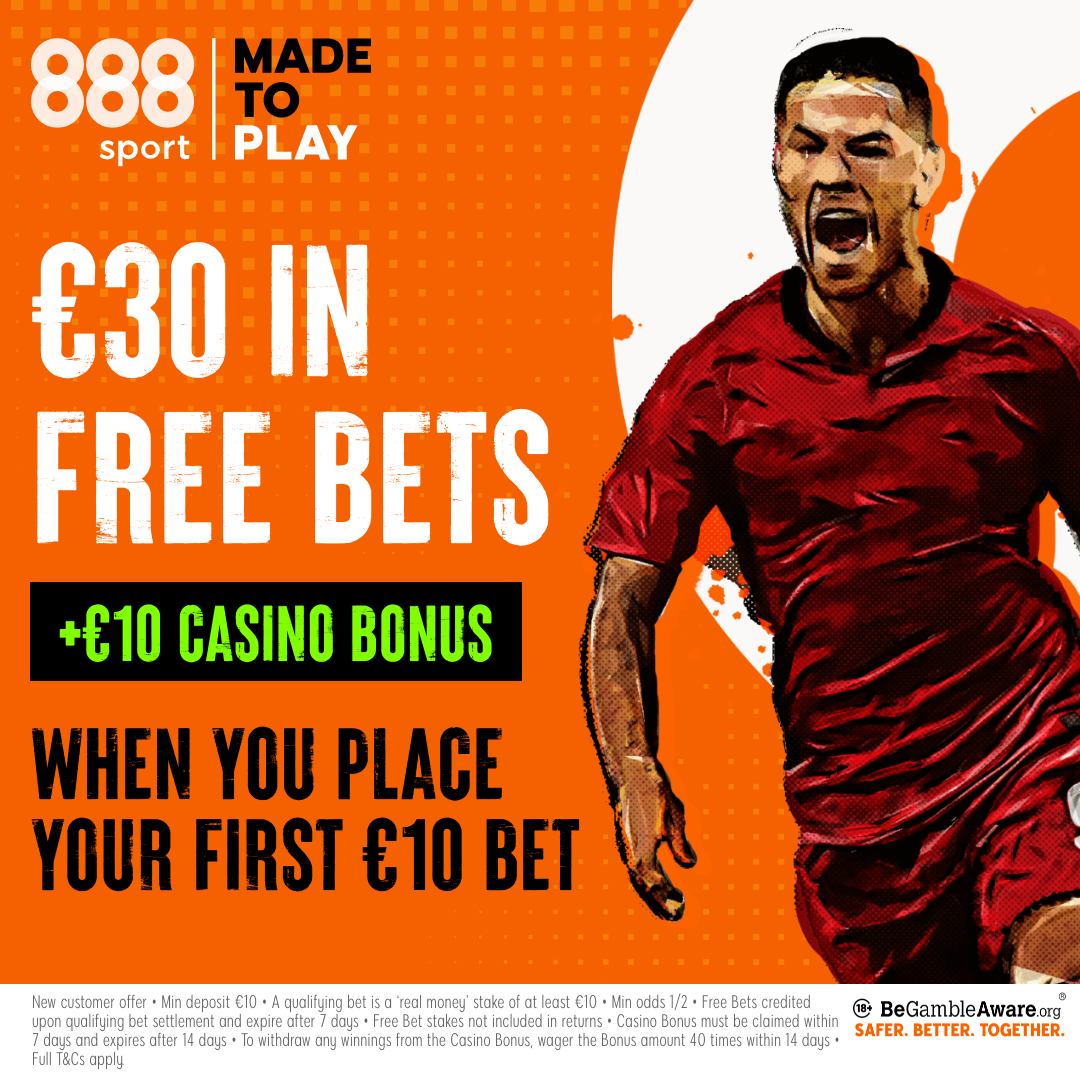 888
sport
MADE
TO
PLAY
€30 IN
FREE BETS
+€10 CASINO BONUS
WHEN YOU PLACE
YOUR FIRST €10 BET
New customer offer • Min deposit €10 • A qualifying bet is a ‘real money’ stake of at least €10 • Min odds 1/2 • Free Bets credited
upon qualifying bet settlement and expire after 7 days • Free Bet stakes not included in returns • Casino Bonus must be claimed within
7 days and expires after 14 days • To withdraw any winnings from the Casino Bonus, wager the Bonus amount 40 times within 14 days •
Full T&Cs apply.
18+ BeGambleAware.org®
SAFER. BETTER. TOGETHER.